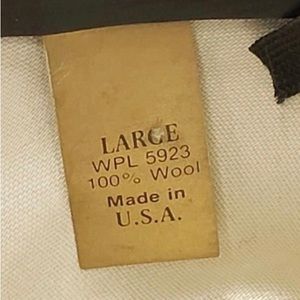 LARGE
WPL 5923
100% Wool
Made in
U.S.A.